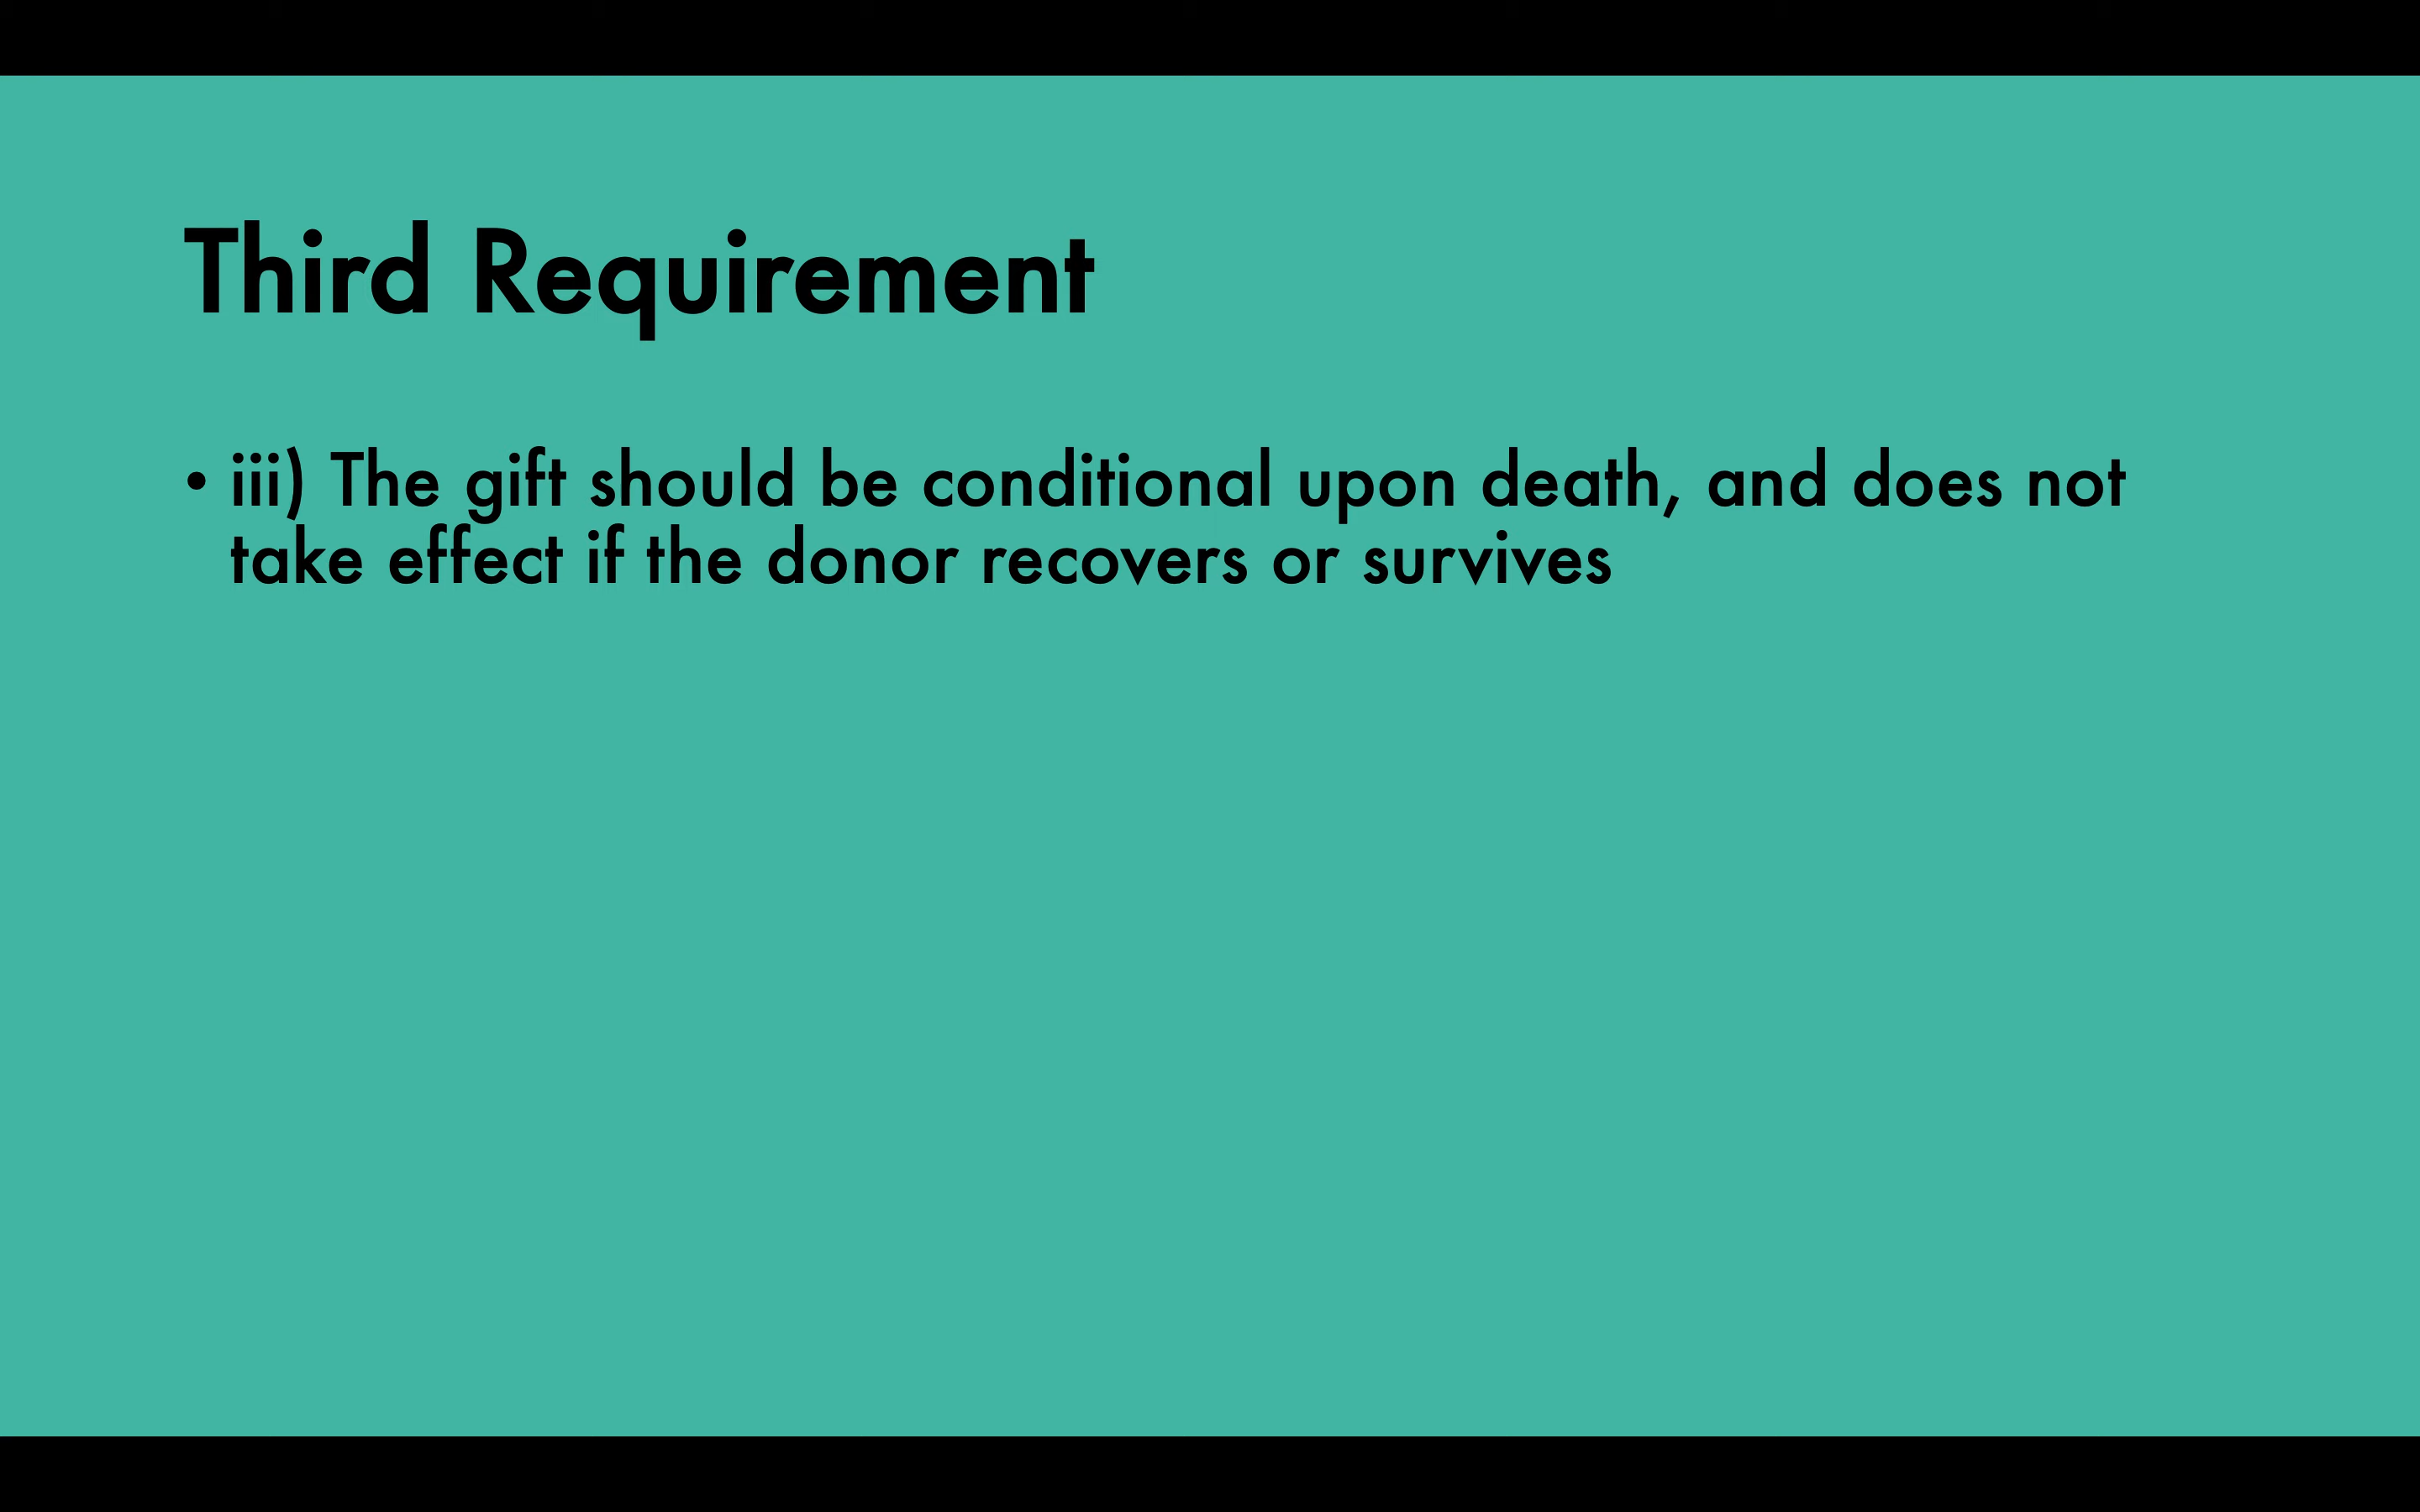 Third Requirement
• iii) The gift should be conditional upon death, and does not
take effect if the donor recovers or survives